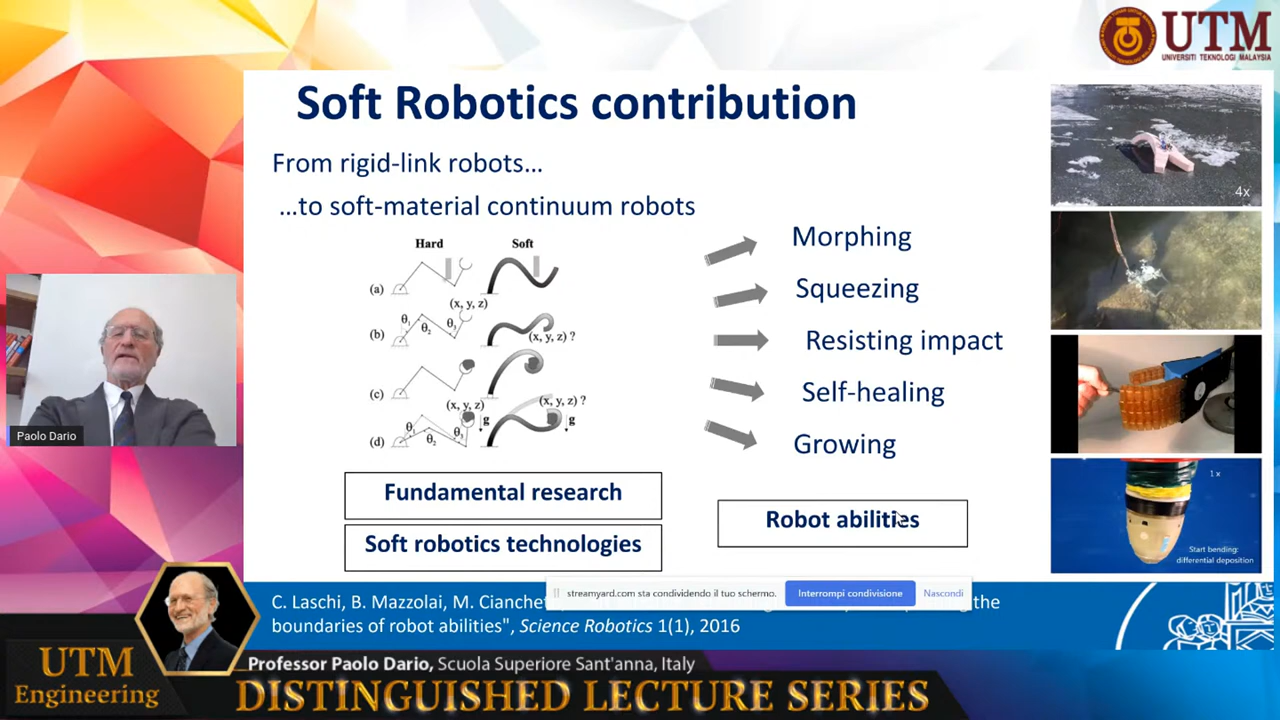 UTM
UNIVERSITI TEKNOLOGI MALAYSIA
Soft Robotics contribution
From rigid-link robots...
...to soft-material continuum robots
Hard Soft
(a)
(x, y, z)
(b) θ1 θ2 θ3 (x, y, z) ?
(c)
(x, y, z) (x, y, z) ?
(d) θ1 θ2 θ3 g g
Morphing
Squeezing
Resisting impact
Self-healing
Growing
Fundamental research
Soft robotics technologies
Robot abilities
4x
1x
Start bending:
differential deposition
Paolo Dario
streamyard.com sta condividendo il tuo schermo. Interrompi condivisione Nascondi
C. Laschi, B. Mazzolai, M. Cianchet the
boundaries of robot abilities", Science Robotics 1(1), 2016
UTM
Engineering
Professor Paolo Dario, Scuola Superiore Sant'anna, Italy
DISTINGUISHED LECTURE SERIES